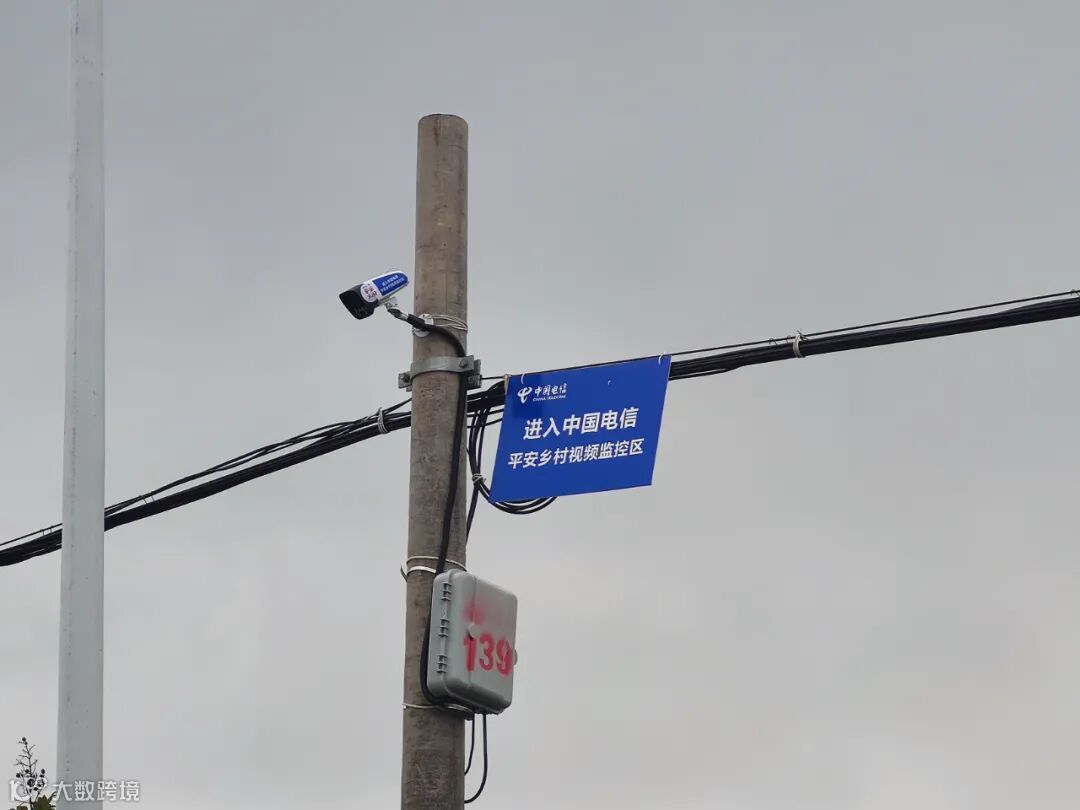 中国电信
CHINA TELECOM
进入中国电信
平安乡村视频监控区
139
大数跨境